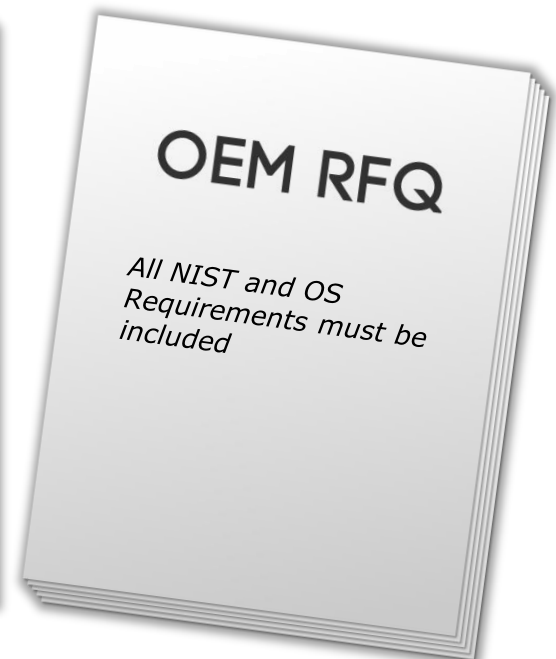 OEM RFQ
All NIST and OS
Requirements must be
included